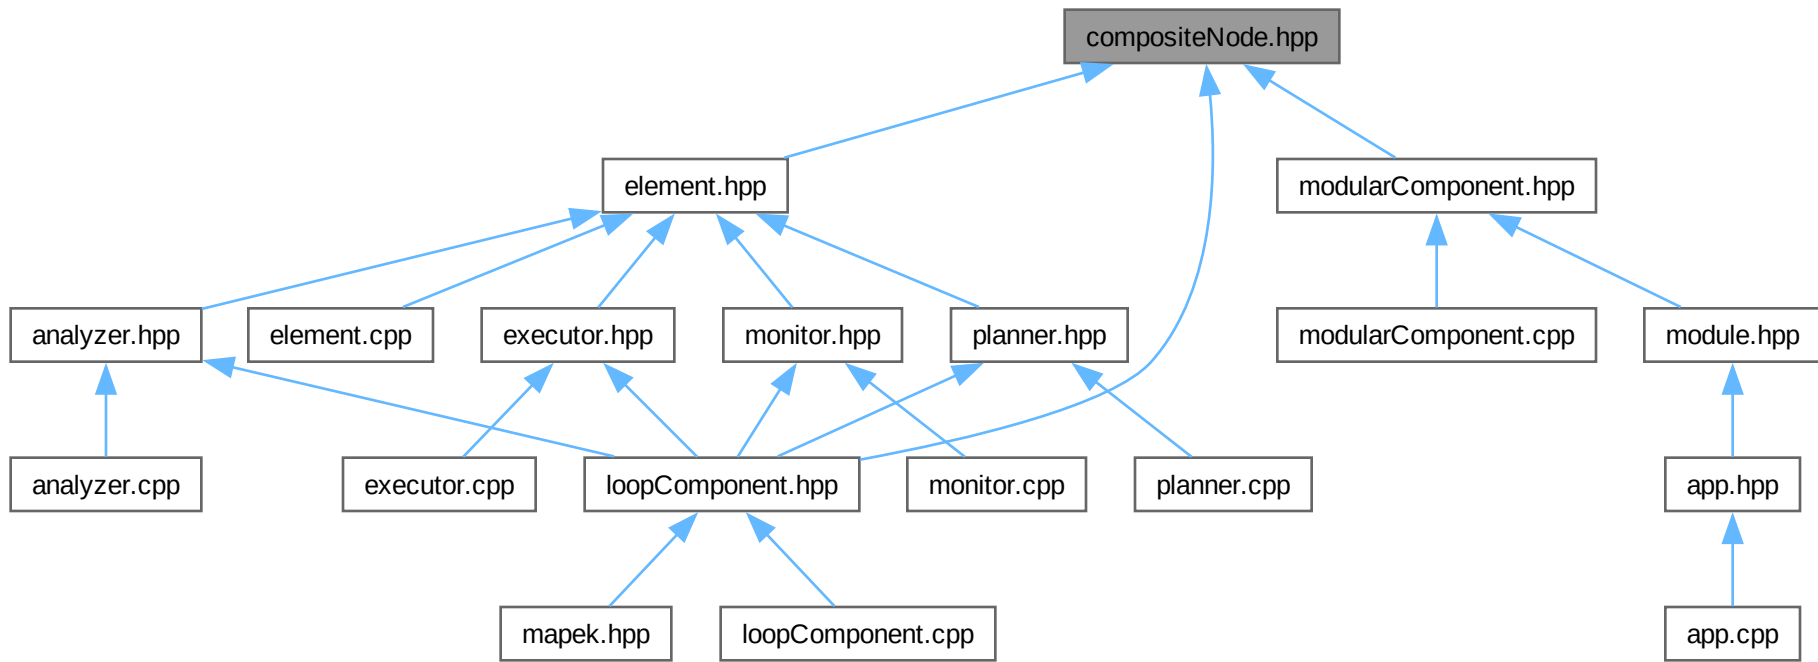 compositeNode.hpp
element.hpp
modularComponent.hpp
analyzer.hpp
element.cpp
executor.hpp
monitor.hpp
planner.hpp
modularComponent.cpp
module.hpp
analyzer.cpp
executor.cpp
loopComponent.hpp
monitor.cpp
planner.cpp
app.hpp
mapek.hpp
loopComponent.cpp
app.cpp